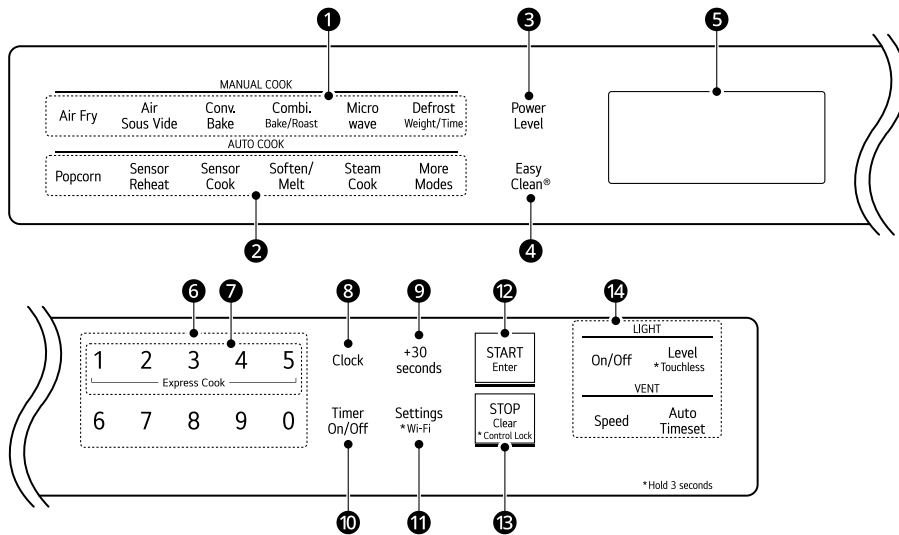 1 3 5
MANUAL COOK
Air Fry Air Sous Vide Conv. Bake Combi. Bake/Roast Micro wave Defrost Weight/Time Power Level
AUTO COOK
Popcorn Sensor Reheat Sensor Cook Soften/ Melt Steam Cook More Modes Easy Clean®
2 4
6 7 8 9 12 14
1 2 3 4 5
Express Cook
6 7 8 9 0
Clock
+30
seconds
Timer
On/Off
Settings
*Wi-Fi
START
Enter
STOP
Clear
*Control Lock
LIGHT
On/Off Level
*Touchless
VENT
Speed Auto
Timeset
*Hold 3 seconds
10 11 13